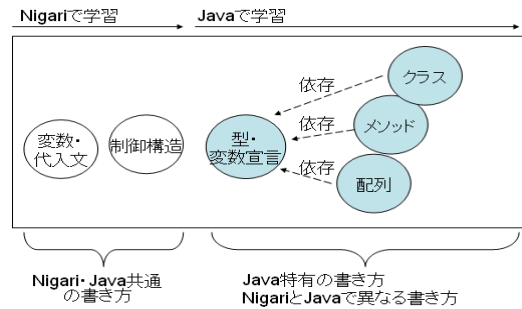 Nigariで学習
Javaで学習
クラス
依存
依存
メソッド
変数・
代入文
制御構造
型・
変数宣言
依存
配列
Nigari・Java共通
の書き方
Java特有の書き方
NigariとJavaで異なる書き方